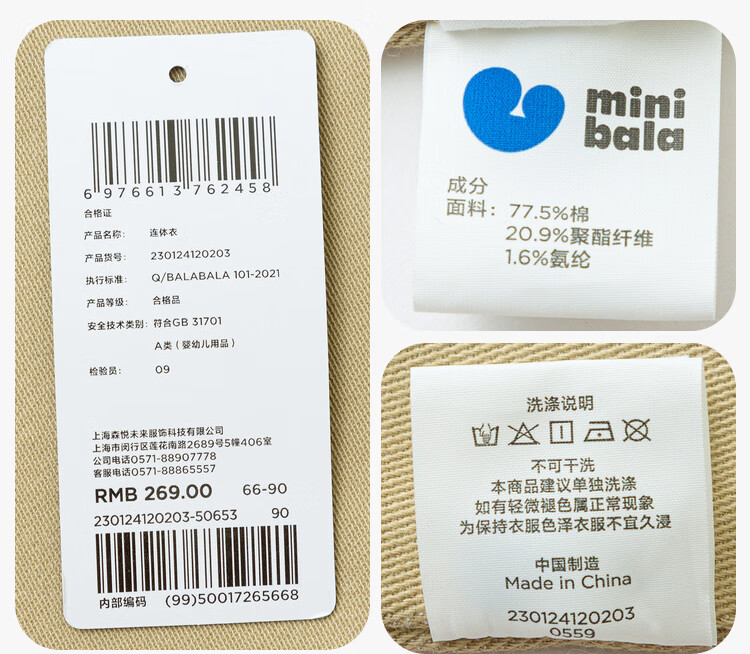 6 976613 762458
合格证
产品名称: 连体衣
产品货号: 230124120203
执行标准: Q/BALABALA 101-2021
产品等级: 合格品
安全技术类别: 符合GB 31701
A类（婴幼儿用品）
检验员: 09
上海森悦未来服饰科技有限公司
上海市闵行区莲花南路2689号5幢406室
公司电话0571-88907778
客服电话0571-88865557
RMB 269.00 66-90
230124120203-50653 90
内部编码 (99)50017265668
mini
bala
成分
面料: 77.5%棉
20.9%聚酯纤维
1.6%氨纶
洗涤说明
不可干洗
本商品建议单独洗涤
如有轻微褪色属正常现象
为保持衣服色泽衣服不宜久浸
中国制造
Made in China
230124120203
0559